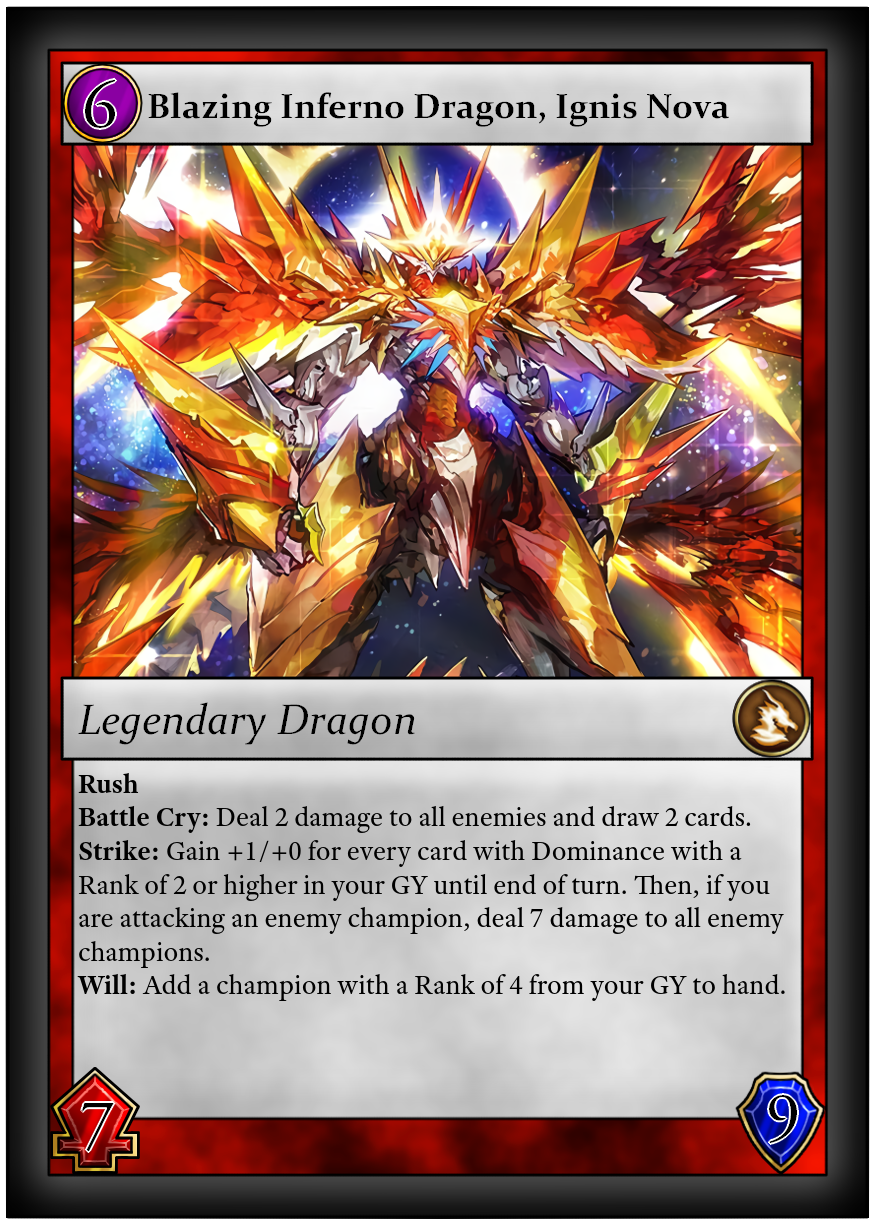 6
Blazing Inferno Dragon, Ignis Nova
Legendary Dragon
Rush
Battle Cry: Deal 2 damage to all enemies and draw 2 cards.
Strike: Gain +1/+0 for every card with Dominance with a
Rank of 2 or higher in your GY until end of turn. Then, if you
are attacking an enemy champion, deal 7 damage to all enemy
champions.
Will: Add a champion with a Rank of 4 from your GY to hand.
7
9